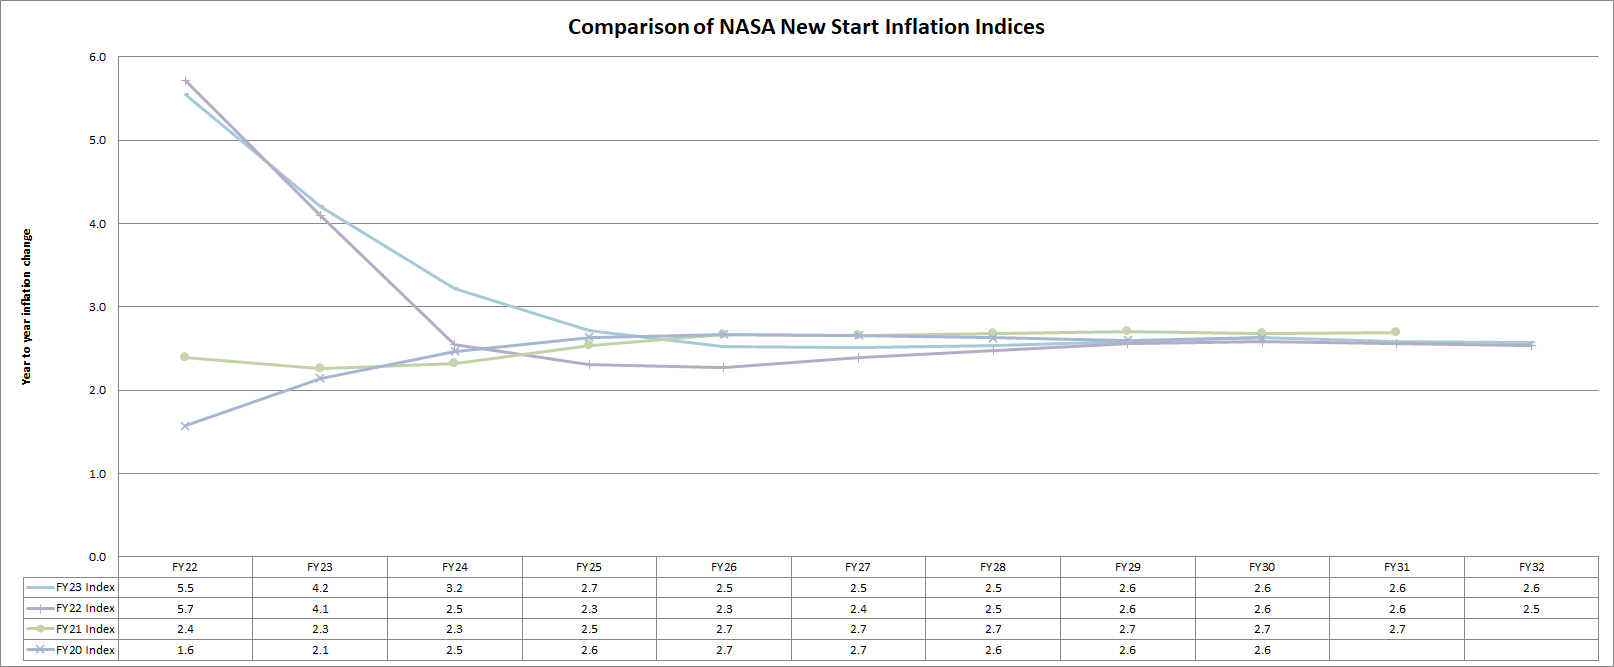 Comparison of NASA New Start Inflation Indices
Year to year inflation change
6.0
5.0
4.0
3.0
2.0
1.0
0.0
FY22 FY23 FY24 FY25 FY26 FY27 FY28 FY29 FY30 FY31 FY32
FY23 Index 5.5 4.2 3.2 2.7 2.5 2.5 2.5 2.6 2.6 2.6 2.6
FY22 Index 5.7 4.1 2.5 2.3 2.3 2.4 2.5 2.6 2.6 2.6 2.5
FY21 Index 2.4 2.3 2.3 2.5 2.7 2.7 2.7 2.7 2.7 2.7
FY20 Index 1.6 2.1 2.5 2.6 2.7 2.7 2.6 2.6 2.6